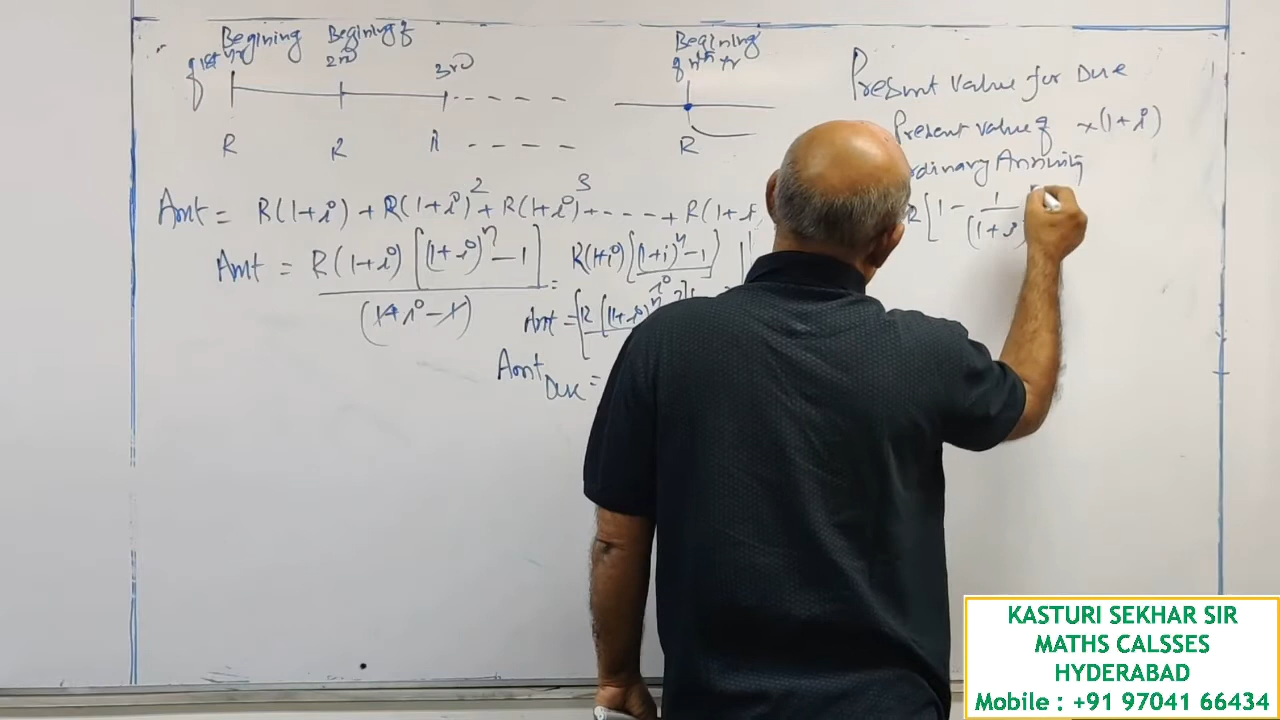 Begining Begining of Begining
of 1st yr 2nd 3rd of nth yr
R R R
Amt = R(1+i) + R(1+i)² + R(1+i)³ + ---- + R(1+i
Amt = R(1+i) [(1+i)ⁿ - 1] / (1+i-1) = R(1+i) [(1+i)ⁿ - 1] / i
Amt = [R [(1+i)ⁿ
Amt Due =
Present value for Due
Present value of x(1+i)
rdinary Annuity
R [1 - 1 / (1+i)
KASTURI SEKHAR SIR
MATHS CALSSES
HYDERABAD
Mobile : +91 97041 66434